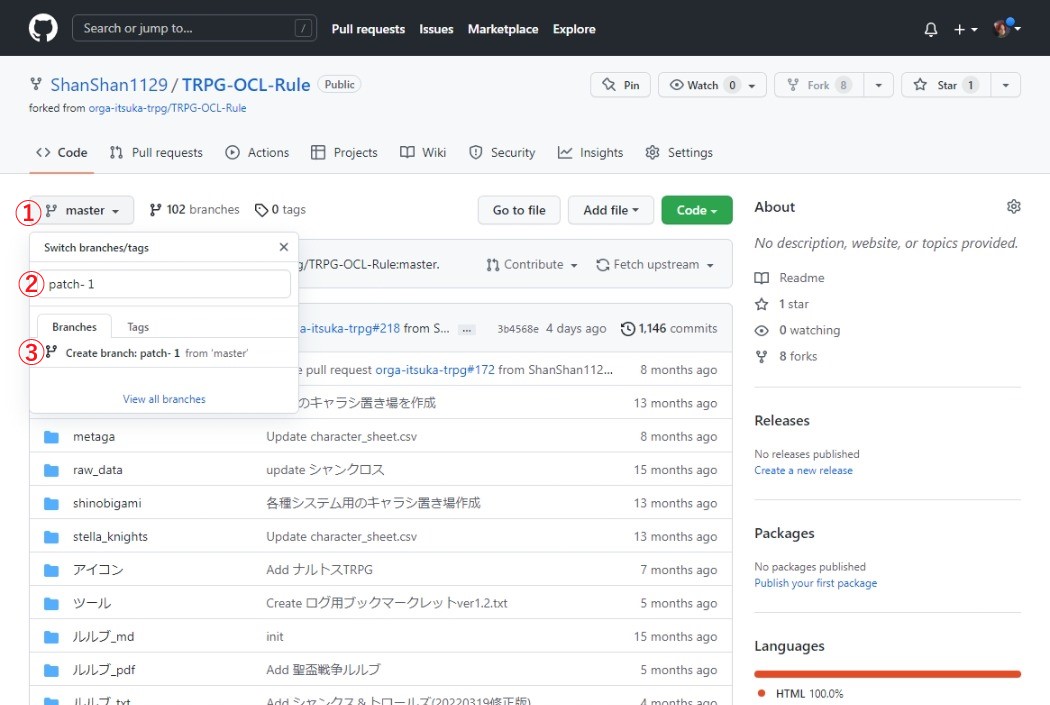 Search or jump to... /
Pull requests Issues Marketplace Explore
ShanShan1129 / TRPG-OCL-Rule Public
forked from orga-itsuka-trpg/TRPG-OCL-Rule
Pin Watch 0 Fork 8 Star 1
Code Pull requests Actions Projects Wiki Security Insights Settings
① master 102 branches 0 tags Go to file Add file Code
Switch branches/tags
② patch- 1
Branches Tags
③ Create branch: patch- 1 from 'master'
View all branches
g/TRPG-OCL-Rule:master. Contribute Fetch upstream
a-itsuka-trpg#218 from S... ... 3b4568e 4 days ago 1,146 commits
e pull request orga-itsuka-trpg#172 from ShanShan112... 8 months ago
のキャラシ置き場を作成 13 months ago
metaga Update character_sheet.csv 8 months ago
raw_data update シャンクロス 15 months ago
shinobigami 各種システム用のキャラシ置き場作成 13 months ago
stella_knights Update character_sheet.csv 13 months ago
アイコン Add ナルトスTRPG 7 months ago
ツール Create ログ用ブックマークレットver1.2.txt 5 months ago
ルルブ_md init 15 months ago
ルルブ_pdf Add 聖盃戦争ルルブ 5 months ago
ルルブ_txt Add シャンクス＆トロールズ(20220319修正版) 4 months ago
About
No description, website, or topics provided.
Readme
1 star
0 watching
8 forks
Releases
No releases published
Create a new release
Packages
No packages published
Publish your first package
Languages
HTML 100.0%